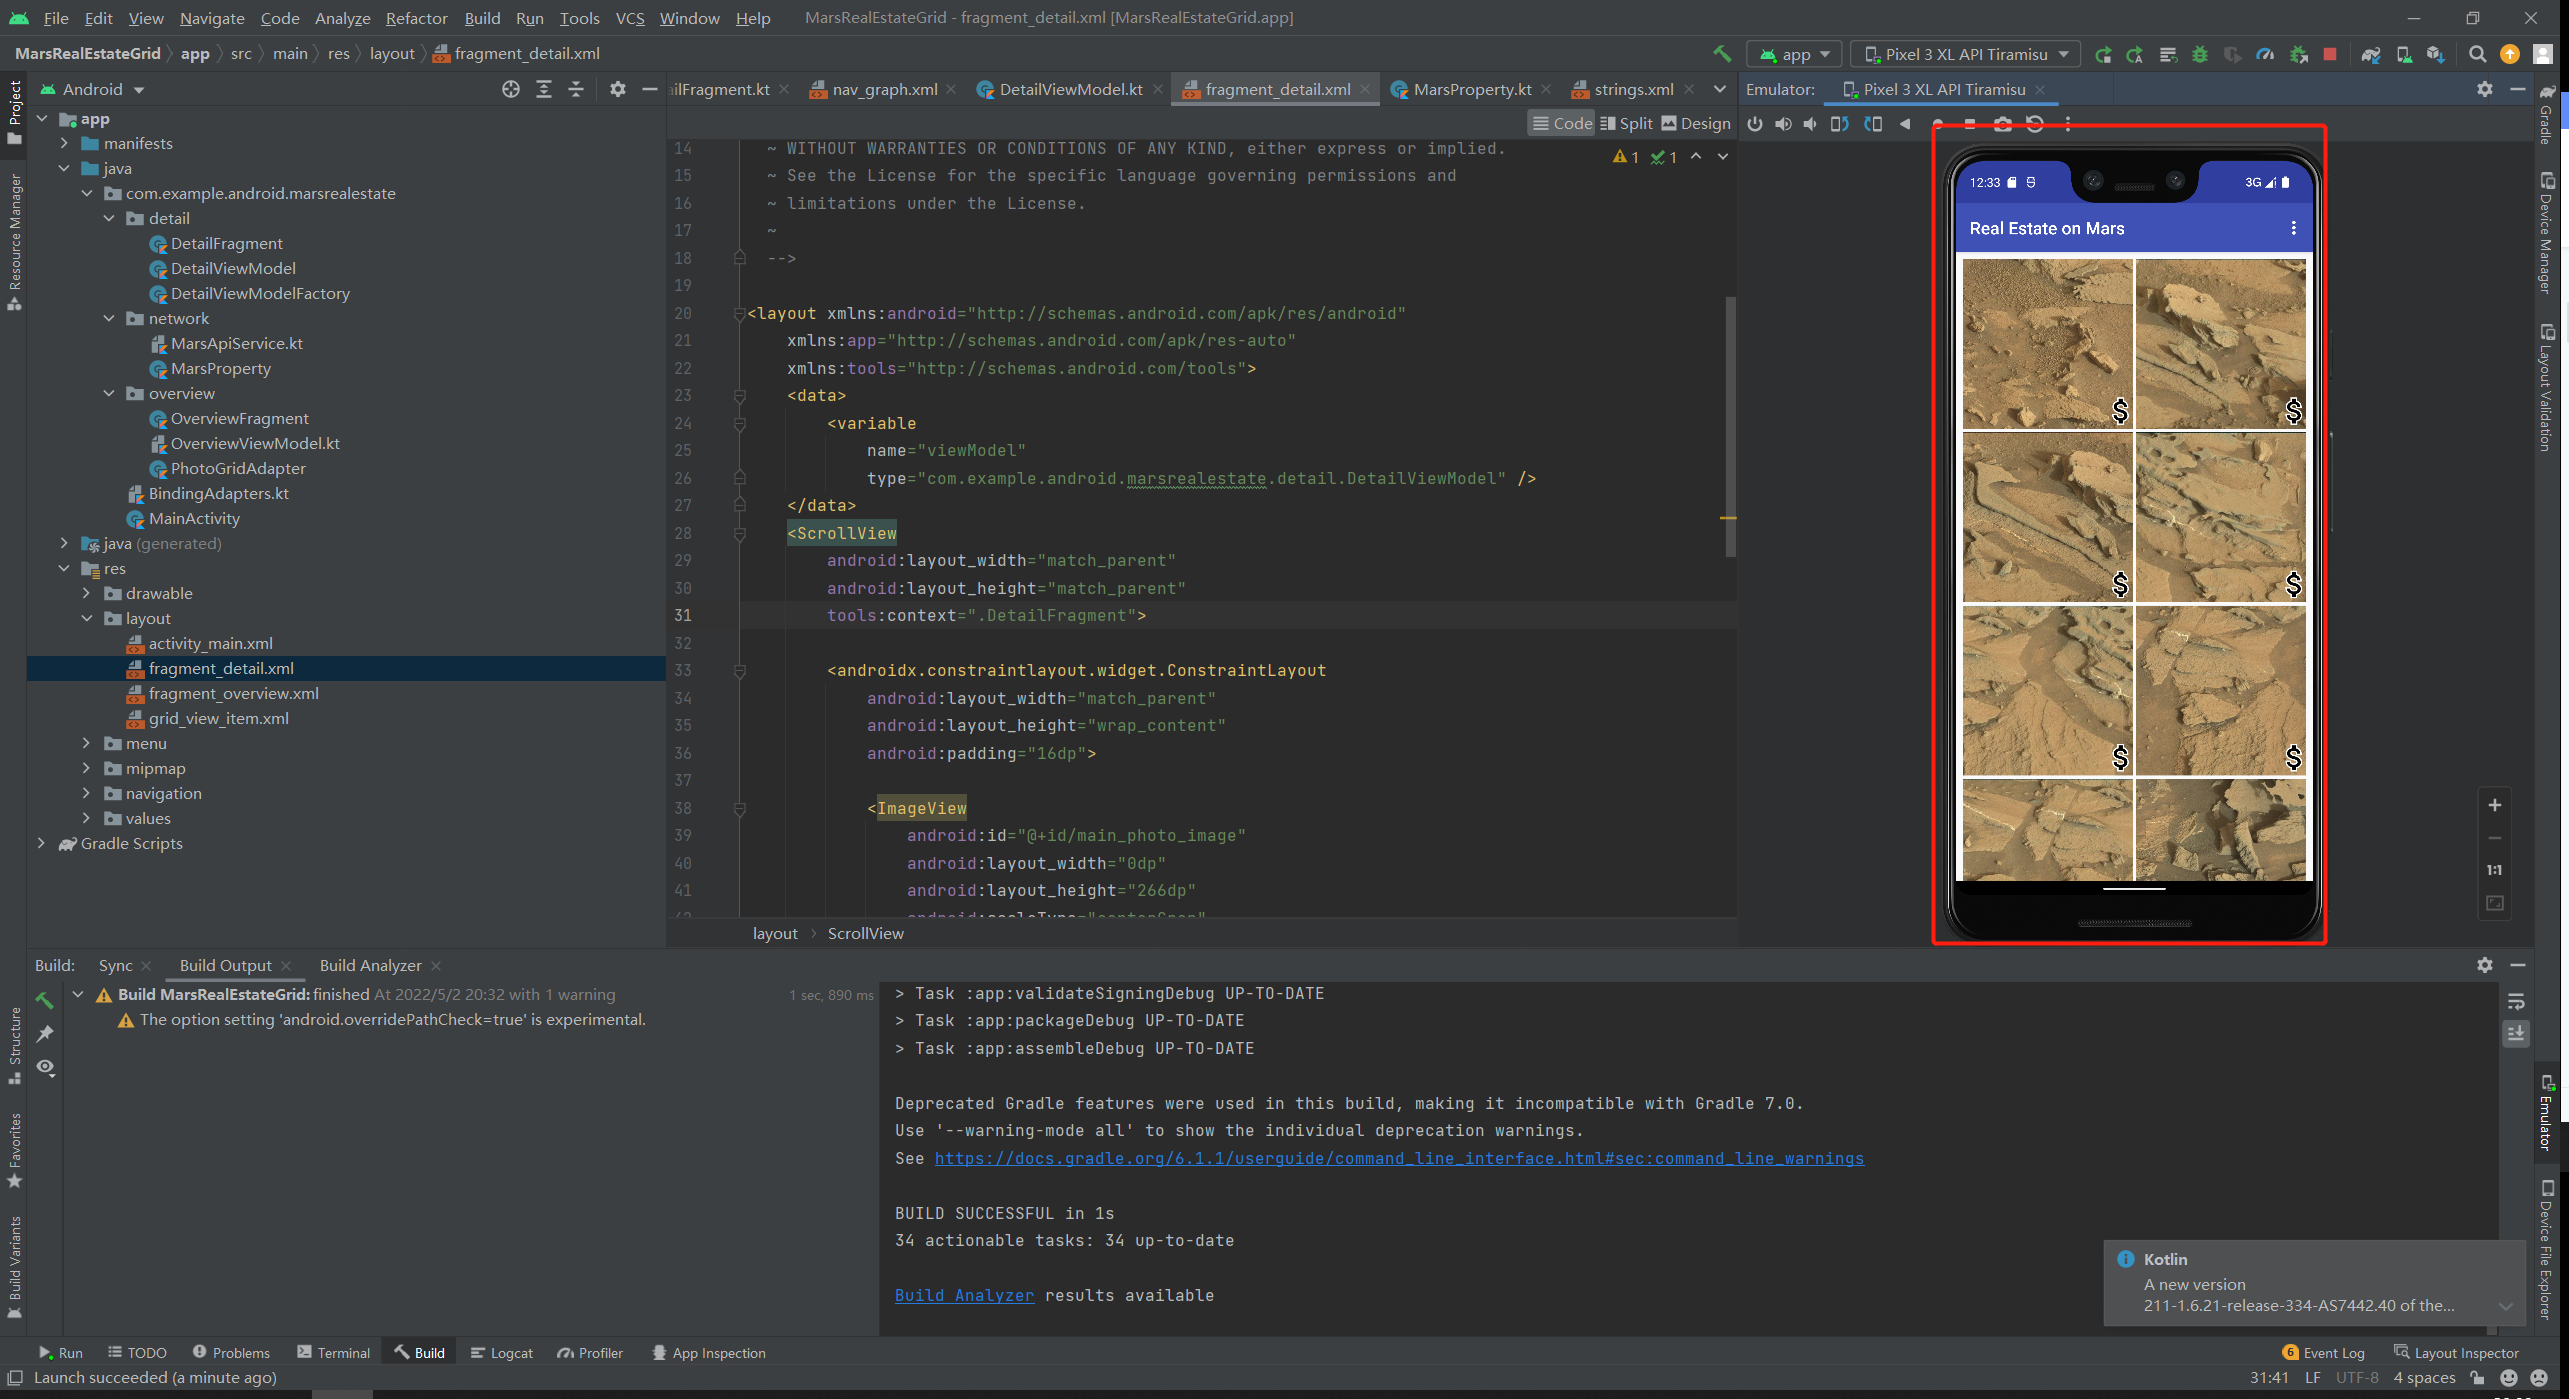 File Edit View Navigate Code Analyze Refactor Build Run Tools VCS Window Help MarsRealEstateGrid - fragment_detail.xml [MarsRealEstateGrid.app]
MarsRealEstateGrid app src main res layout fragment_detail.xml app Pixel 3 XL API Tiramisu
Project
Resource Manager
Structure
Favorites
Build Variants
Android
app
manifests
java
com.example.android.marsrealestate
detail
DetailFragment
DetailViewModel
DetailViewModelFactory
network
MarsApiService.kt
MarsProperty
overview
OverviewFragment
OverviewViewModel.kt
PhotoGridAdapter
BindingAdapters.kt
MainActivity
java (generated)
res
drawable
layout
activity_main.xml
fragment_detail.xml
fragment_overview.xml
grid_view_item.xml
menu
mipmap
navigation
values
Gradle Scripts
ailFragment.kt nav_graph.xml DetailViewModel.kt fragment_detail.xml MarsProperty.kt strings.xml
Code Split Design
1 1
14 ~ WITHOUT WARRANTIES OR CONDITIONS OF ANY KIND, either express or implied.
15 ~ See the License for the specific language governing permissions and
16 ~ limitations under the License.
17 ~
18 -->
19
20 <layout xmlns:android="http://schemas.android.com/apk/res/android"
21 xmlns:app="http://schemas.android.com/apk/res-auto"
22 xmlns:tools="http://schemas.android.com/tools">
23 <data>
24 <variable
25 name="viewModel"
26 type="com.example.android.marsrealestate.detail.DetailViewModel" />
27 </data>
28 <ScrollView
29 android:layout_width="match_parent"
30 android:layout_height="match_parent"
31 tools:context=".DetailFragment">
32
33 <androidx.constraintlayout.widget.ConstraintLayout
34 android:layout_width="match_parent"
35 android:layout_height="wrap_content"
36 android:padding="16dp">
37
38 <ImageView
39 android:id="@+id/main_photo_image"
40 android:layout_width="0dp"
41 android:layout_height="266dp"
layout ScrollView
Emulator: Pixel 3 XL API Tiramisu
12:33 3G
Real Estate on Mars
$ $
$ $
$ $
1:1
Gradle
Device Manager
Layout Validation
Emulator
Device File Explorer
Build: Sync Build Output Build Analyzer
Build MarsRealEstateGrid: finished At 2022/5/2 20:32 with 1 warning 1 sec, 890 ms
The option setting 'android.overridePathCheck=true' is experimental.
> Task :app:validateSigningDebug UP-TO-DATE
> Task :app:packageDebug UP-TO-DATE
> Task :app:assembleDebug UP-TO-DATE
Deprecated Gradle features were used in this build, making it incompatible with Gradle 7.0.
Use '--warning-mode all' to show the individual deprecation warnings.
See https://docs.gradle.org/6.1.1/userguide/command_line_interface.html#sec:command_line_warnings
BUILD SUCCESSFUL in 1s
34 actionable tasks: 34 up-to-date
Build Analyzer results available
Kotlin
A new version
211-1.6.21-release-334-AS7442.40 of the...
Run TODO Problems Terminal Build Logcat Profiler App Inspection 6 Event Log Layout Inspector
Launch succeeded (a minute ago) 31:41 LF UTF-8 4 spaces